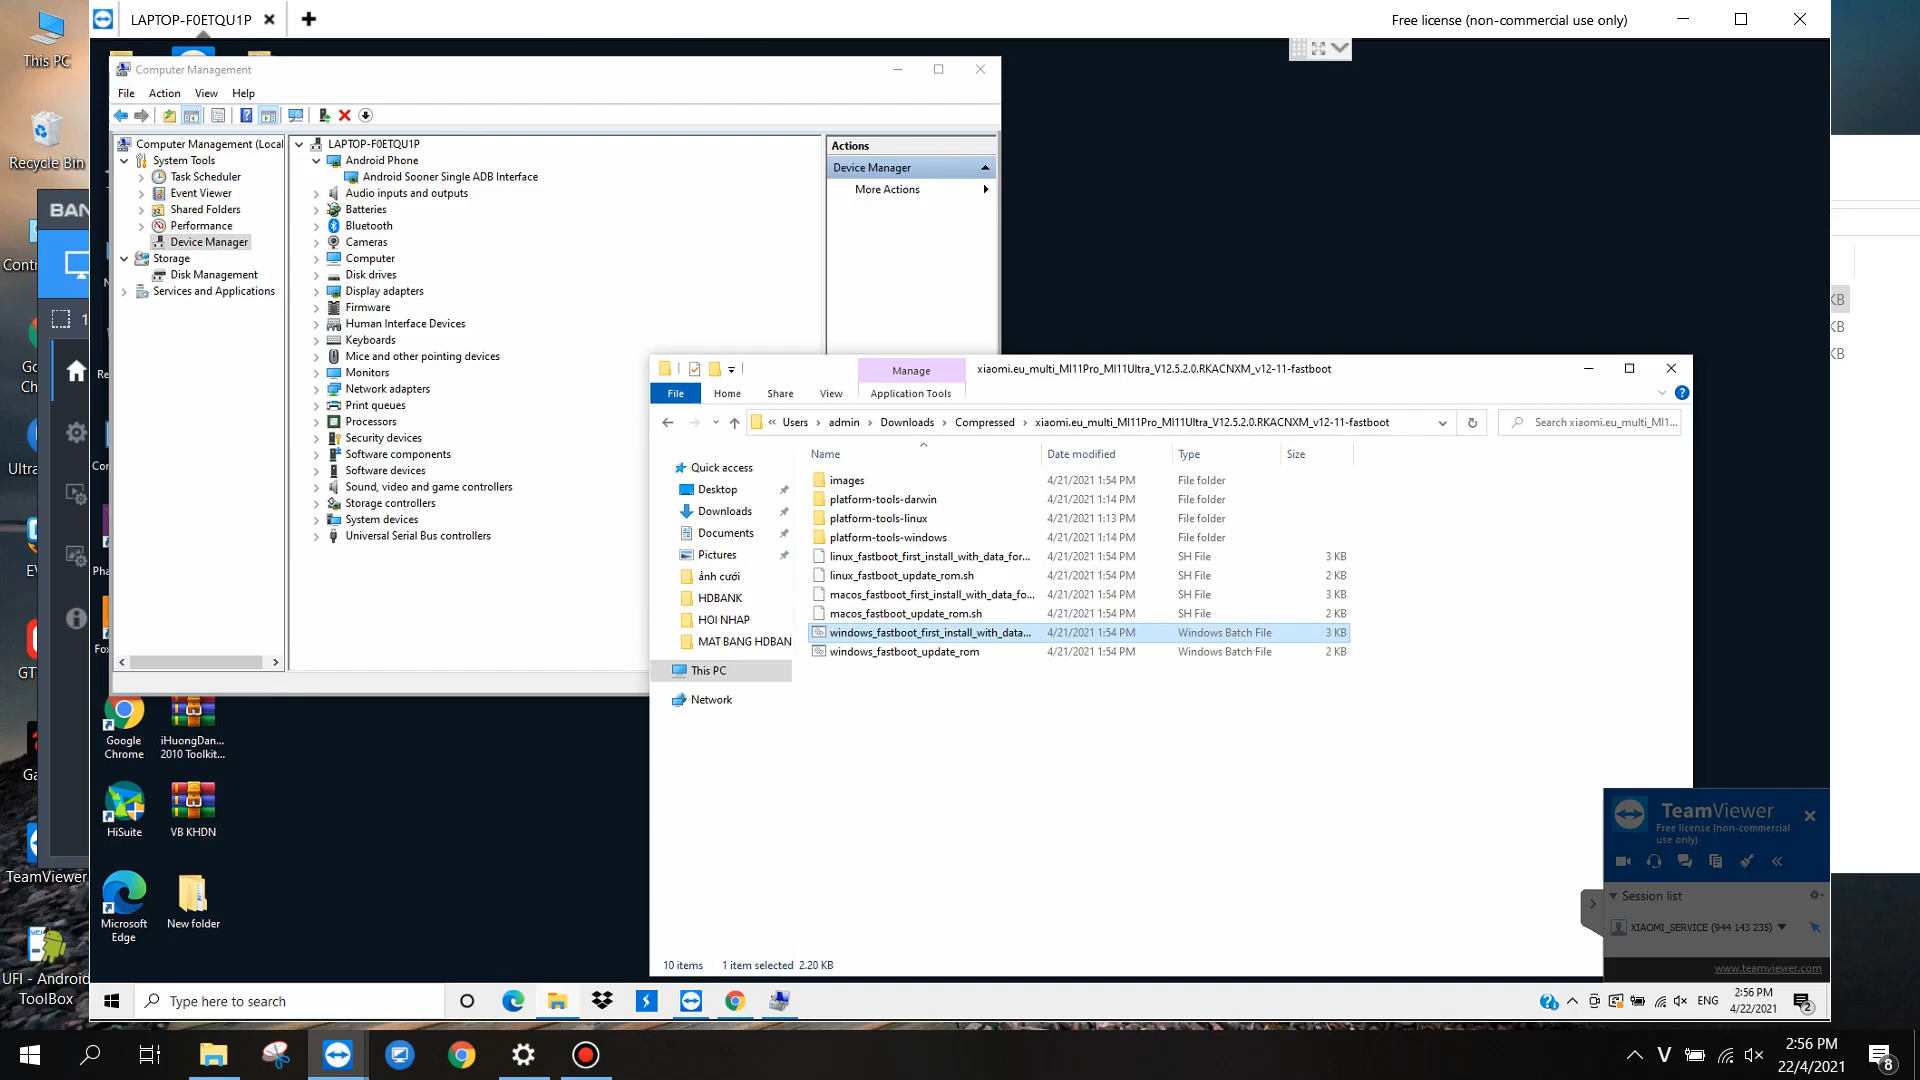 This PC
Recycle Bin
BAN
Ultra
GT
TeamViewer
UFI - Android
ToolBox
LAPTOP-F0ETQU1P
Free license (non-commercial use only)
Computer Management
File Action View Help
Computer Management (Local
System Tools
Task Scheduler
Event Viewer
Shared Folders
Performance
Device Manager
Storage
Disk Management
Services and Applications
LAPTOP-F0ETQU1P
Android Phone
Android Sooner Single ADB Interface
Audio inputs and outputs
Batteries
Bluetooth
Cameras
Computer
Disk drives
Display adapters
Firmware
Human Interface Devices
Keyboards
Mice and other pointing devices
Monitors
Network adapters
Print queues
Processors
Security devices
Software components
Software devices
Sound, video and game controllers
Storage controllers
System devices
Universal Serial Bus controllers
Actions
Device Manager
More Actions
KB
KB
KB
Manage xiaomi.eu_multi_MI11Pro_MI11Ultra_V12.5.2.0.RKACNXM_v12-11-fastboot
File Home Share View Application Tools
« Users › admin › Downloads › Compressed › xiaomi.eu_multi_MI11Pro_MI11Ultra_V12.5.2.0.RKACNXM_v12-11-fastboot
Search xiaomi.eu_multi_MI1...
Quick access
Desktop
Downloads
Documents
Pictures
ảnh cưới
HDBANK
HOI NHAP
MAT BANG HDBAN
This PC
Network
Name Date modified Type Size
images 4/21/2021 1:54 PM File folder
platform-tools-darwin 4/21/2021 1:14 PM File folder
platform-tools-linux 4/21/2021 1:13 PM File folder
platform-tools-windows 4/21/2021 1:14 PM File folder
linux_fastboot_first_install_with_data_for... 4/21/2021 1:54 PM SH File 3 KB
linux_fastboot_update_rom.sh 4/21/2021 1:54 PM SH File 2 KB
macos_fastboot_first_install_with_data_fo... 4/21/2021 1:54 PM SH File 3 KB
macos_fastboot_update_rom.sh 4/21/2021 1:54 PM SH File 2 KB
windows_fastboot_first_install_with_data... 4/21/2021 1:54 PM Windows Batch File 3 KB
windows_fastboot_update_rom 4/21/2021 1:54 PM Windows Batch File 2 KB
10 items 1 item selected 2.20 KB
Google
Chrome
iHuongDan...
2010 Toolkit...
HiSuite
VB KHDN
Microsoft
Edge
New folder
TeamViewer
Free license (non-commercial
use only)
Session list
XIAOMI_SERVICE (944 143 235)
www.teamviewer.com
Type here to search
ENG
2:56 PM
4/22/2021
2
V
2:56 PM
22/4/2021
8